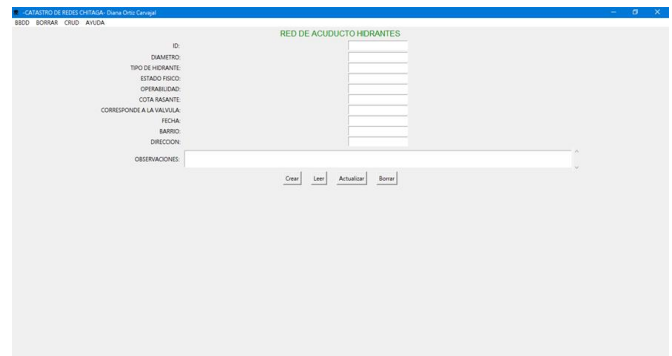 -CATASTRO DE REDES CHITAGA- Diana Ortiz Carvajal
BBDD BORRAR CRUD AYUDA
RED DE ACUDUCTO HIDRANTES
ID:
DIAMETRO:
TIPO DE HIDRANTE:
ESTADO FISICO:
OPERABILIDAD:
COTA RASANTE:
CORRESPONDE A LA VALVULA:
FECHA:
BARRIO:
DIRECCION:
OBSERVACIONES:
Crear Leer Actualizar Borrar